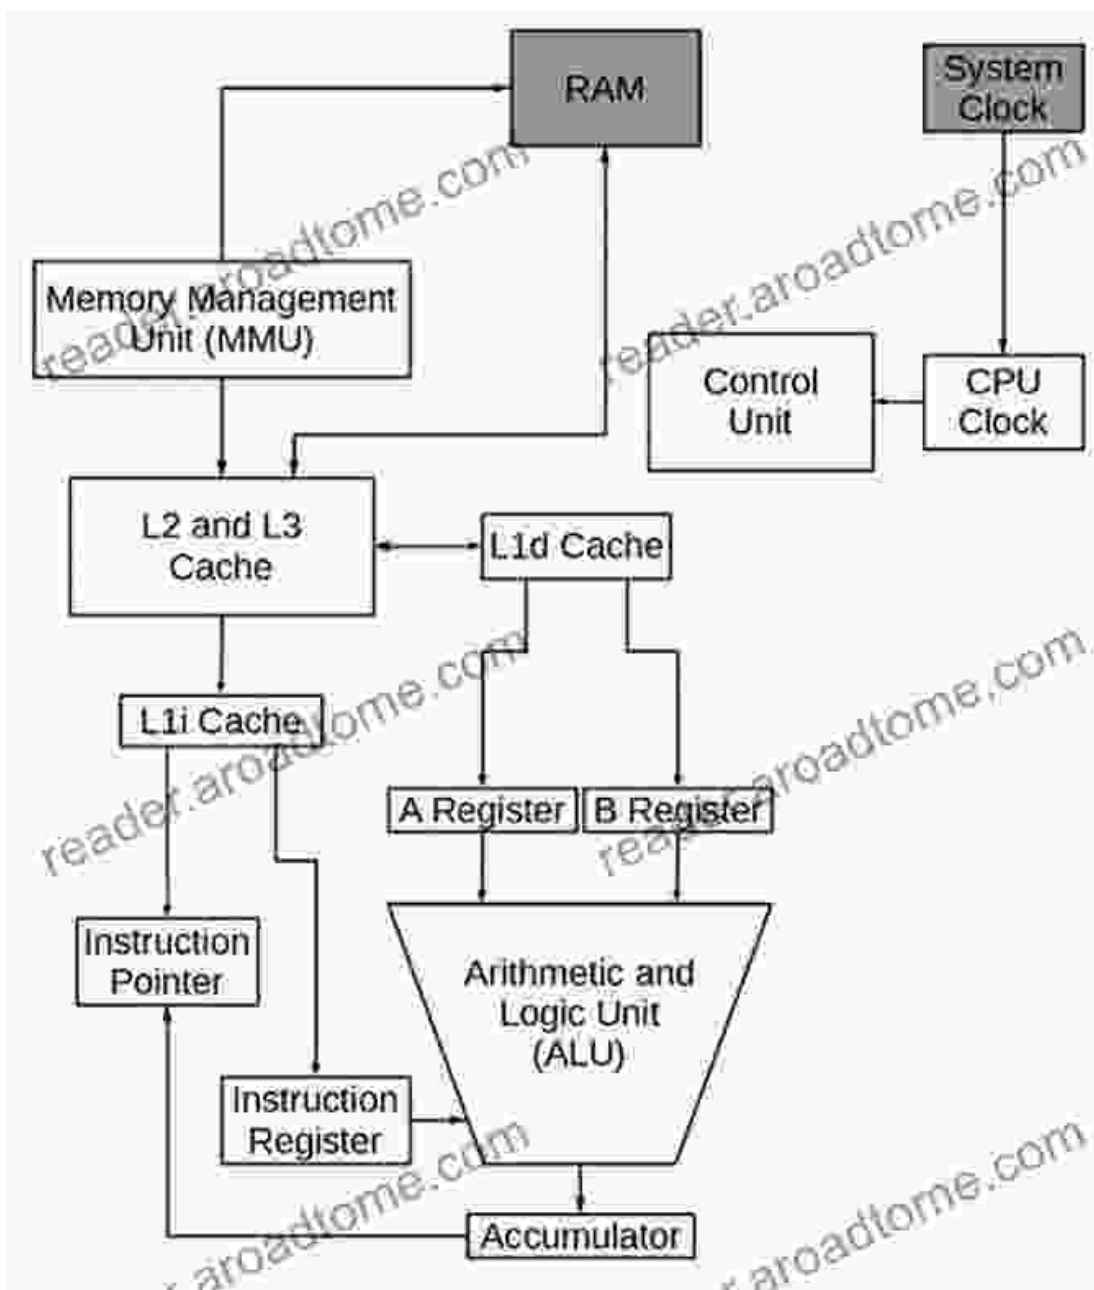 RAM
System
Clock
Memory Management
Unit (MMU)
Control
Unit
CPU
Clock
L2 and L3
Cache
L1d Cache
L1i Cache
A Register
B Register
Instruction
Pointer
Arithmetic and
Logic Unit
(ALU)
Instruction
Register
Accumulator
reader.aroadtome.com
reader.aroadtome.com
reader.aroadtome.com
reader.aroadtome.com
r.aroadtome.com
r.aroadtome.com